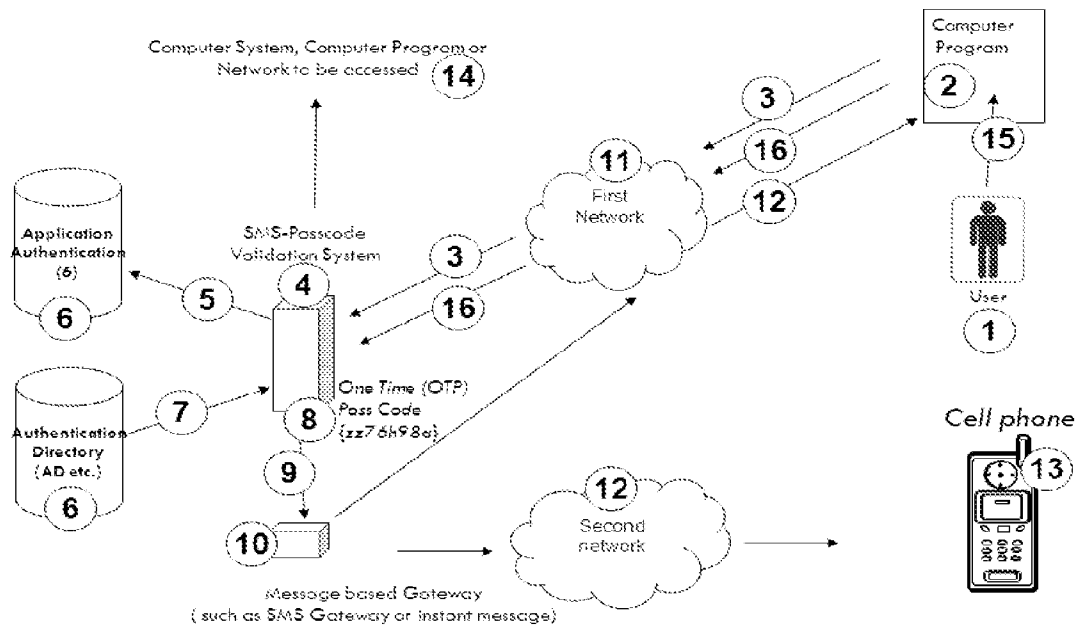 Computer System, Computer Program or
Network to be accessed
14
Computer
Program
2
3
16
12
15
11
First
Network
User
1
Application
Authentication
(6)
6
5
SMS-Passcode
Validation System
4
3
16
7
Authentication
Directory
(AD etc.)
6
8
One Time (OTP)
Pass Code
{zz76h98a}
9
10
12
Second
network
Cell phone
13
Message based Gateway
( such as SMS Gateway or instant message)